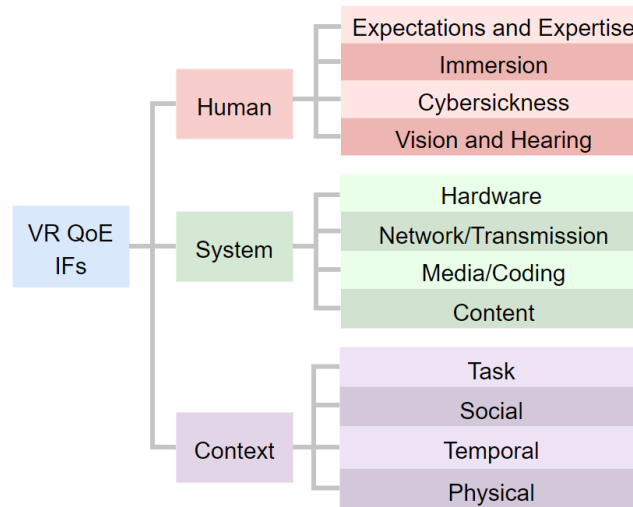 VR QoE
IFs
Human
Expectations and Expertise
Immersion
Cybersickness
Vision and Hearing
System
Hardware
Network/Transmission
Media/Coding
Content
Context
Task
Social
Temporal
Physical